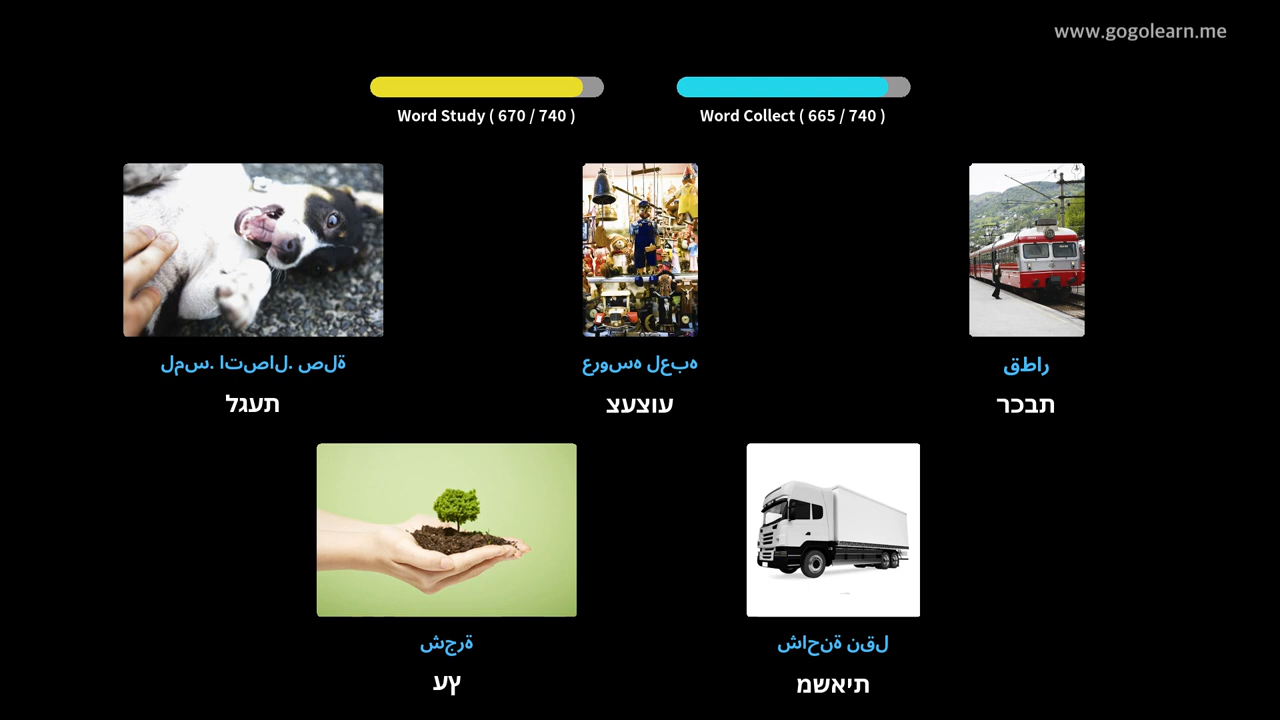 www.gogolearn.me
Word Study ( 670 / 740 )
Word Collect ( 665 / 740 )
ةلص .لاصتا .سمل
תעגל
هبعل هسورع
עוצעצ
راطق
תבכר
ةرجش
ץע
لقن ةنحاش
תיאשמ